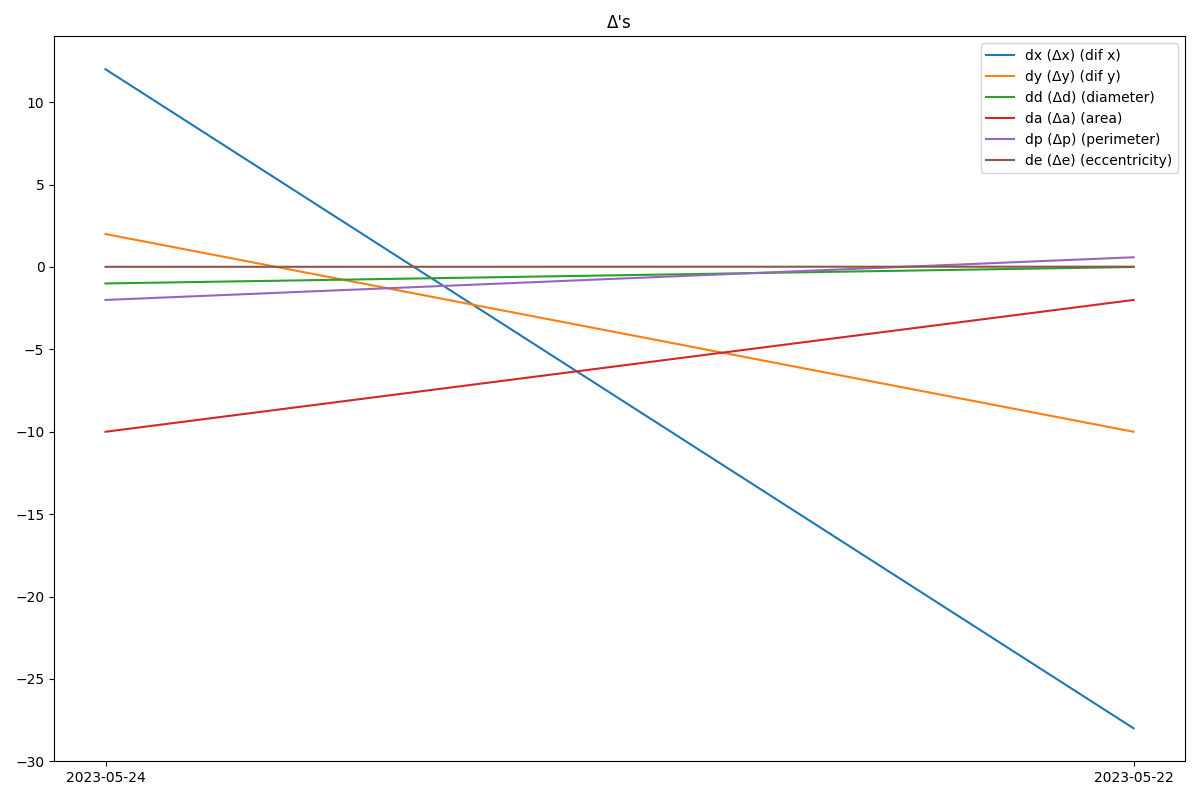 Δ's
dx (Δx) (dif x)
dy (Δy) (dif y)
dd (Δd) (diameter)
da (Δa) (area)
dp (Δp) (perimeter)
de (Δe) (eccentricity)
10
5
0
−5
−10
−15
−20
−25
−30
2023-05-24 2023-05-22